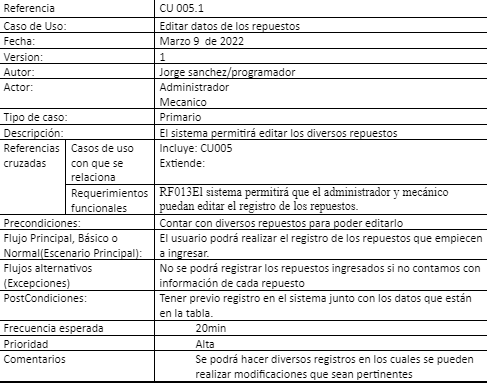 Referencia CU 005.1
Caso de Uso: Editar datos de los repuestos
Fecha: Marzo 9 de 2022
Version: 1
Autor: Jorge sanchez/programador
Actor: Administrador
Mecanico
Tipo de caso: Primario
Descripción: El sistema permitirá editar los diversos repuestos
Referencias Casos de uso Incluye: CU005
cruzadas con que se Extiende:
relaciona
Requerimientos RF013El sistema permitirá que el administrador y mecánico
funcionales puedan editar el registro de los repuestos.
Precondiciones: Contar con diversos repuestos para poder editarlo
Flujo Principal, Básico o El usuario podrá realizar el registro de los repuestos que empiecen
Normal(Escenario Principal): a ingresar.
Flujos alternativos No se podrá registrar los repuestos ingresados si no contamos con
(Excepciones) información de cada repuesto
PostCondiciones: Tener previo registro en el sistema junto con los datos que están
en la tabla.
Frecuencia esperada 20min
Prioridad Alta
Comentarios Se podrá hacer diversos registros en los cuales se pueden
realizar modificaciones que sean pertinentes